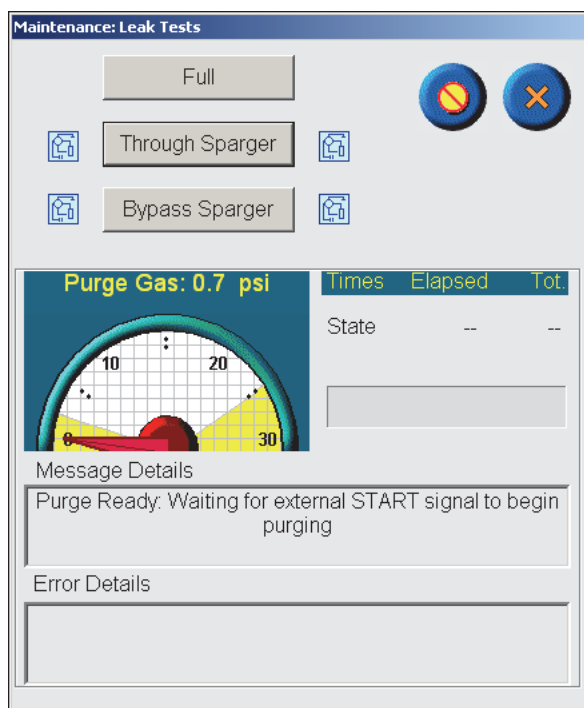 Maintenance: Leak Tests
Full
Through Sparger
Bypass Sparger
Purge Gas: 0.7 psi
Times Elapsed Tot.
State -- --
10 20
0 30
Message Details
Purge Ready: Waiting for external START signal to begin
purging
Error Details